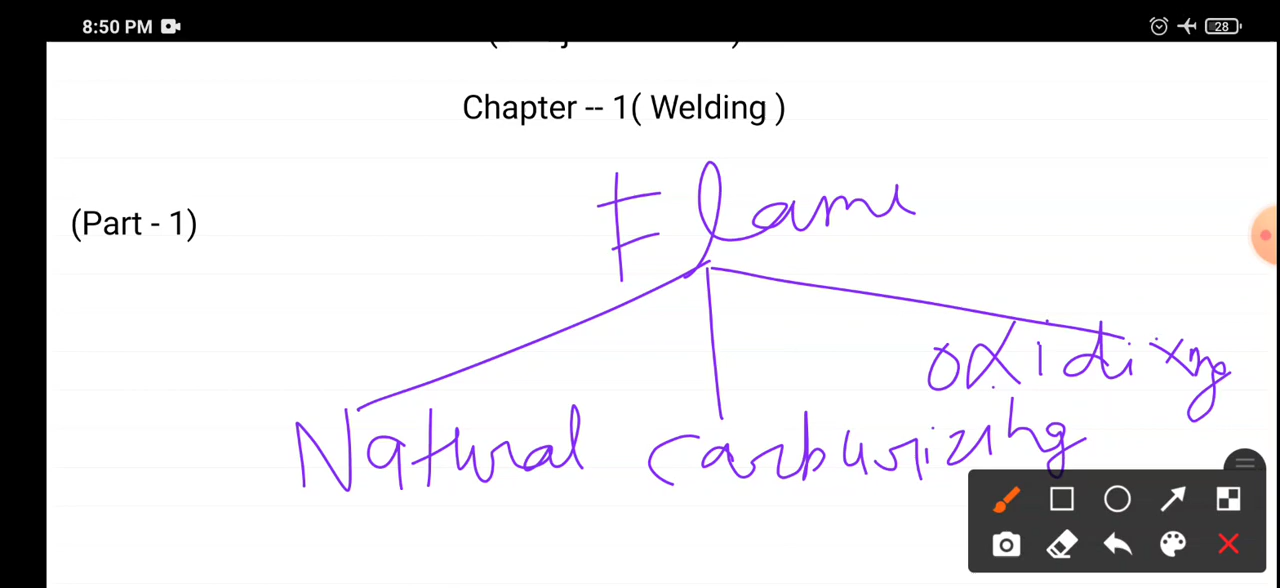 8:50 PM
28
Chapter -- 1( Welding )
Flame
(Part - 1)
oxidixng
Natural carburizing